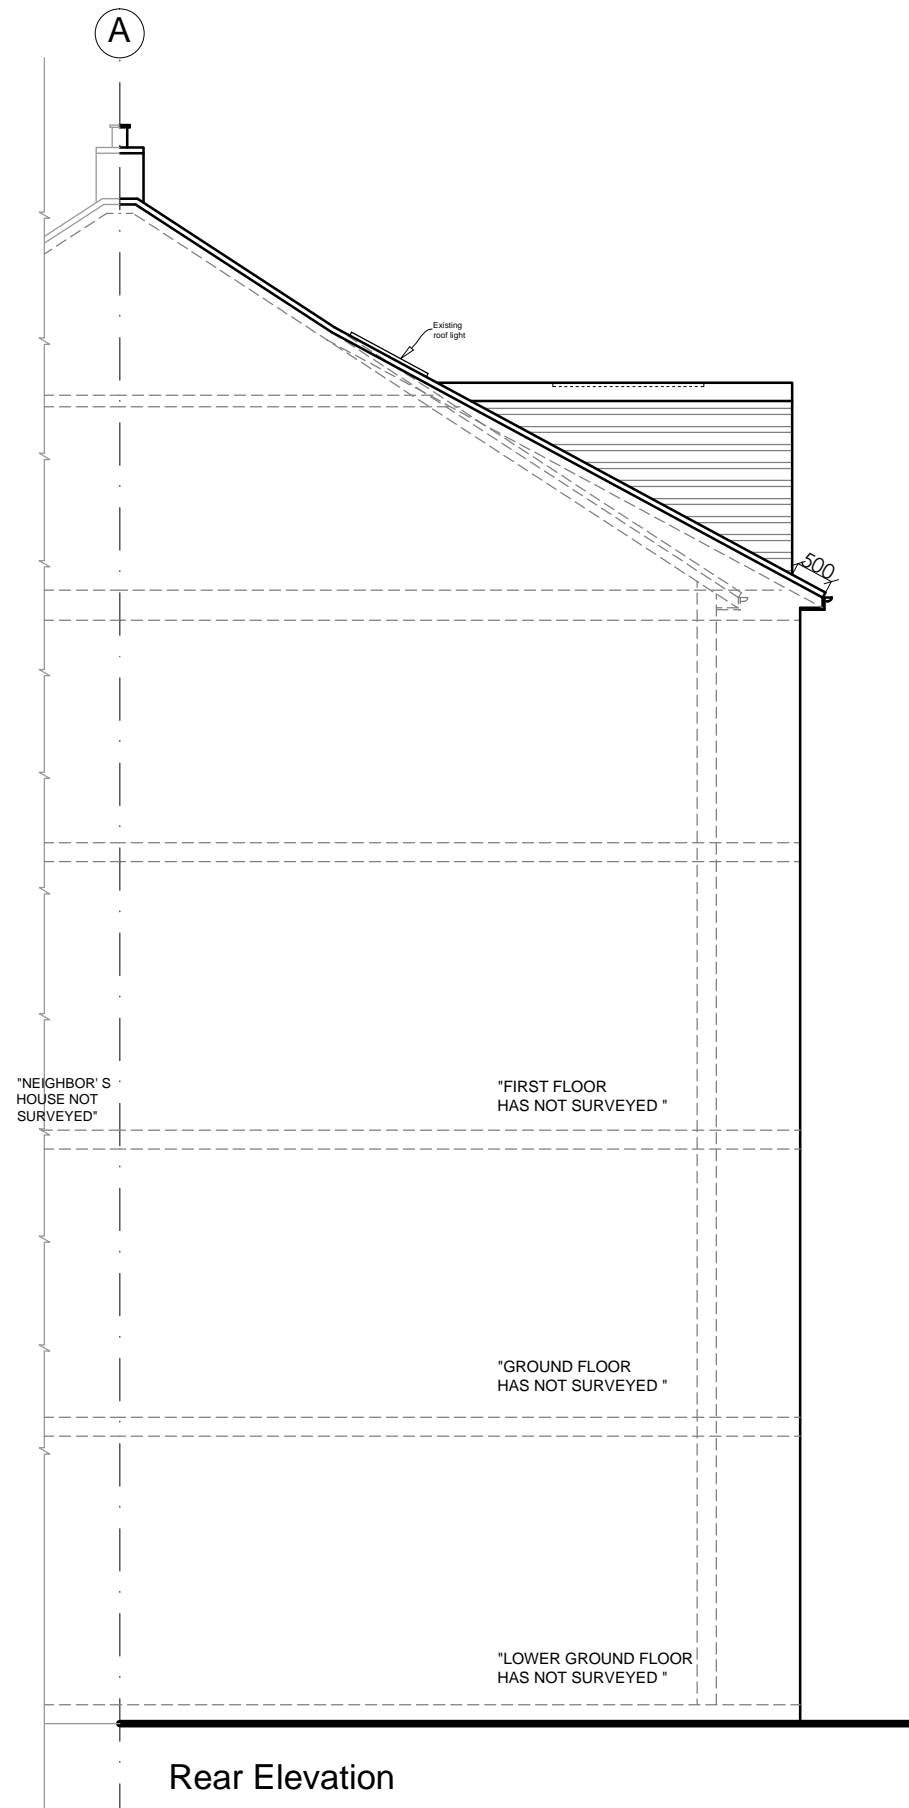 A
Existing
roof light
500
"NEIGHBOR' S
HOUSE NOT
SURVEYED"
"FIRST FLOOR
HAS NOT SURVEYED "
"GROUND FLOOR
HAS NOT SURVEYED "
"LOWER GROUND FLOOR
HAS NOT SURVEYED "
Rear Elevation